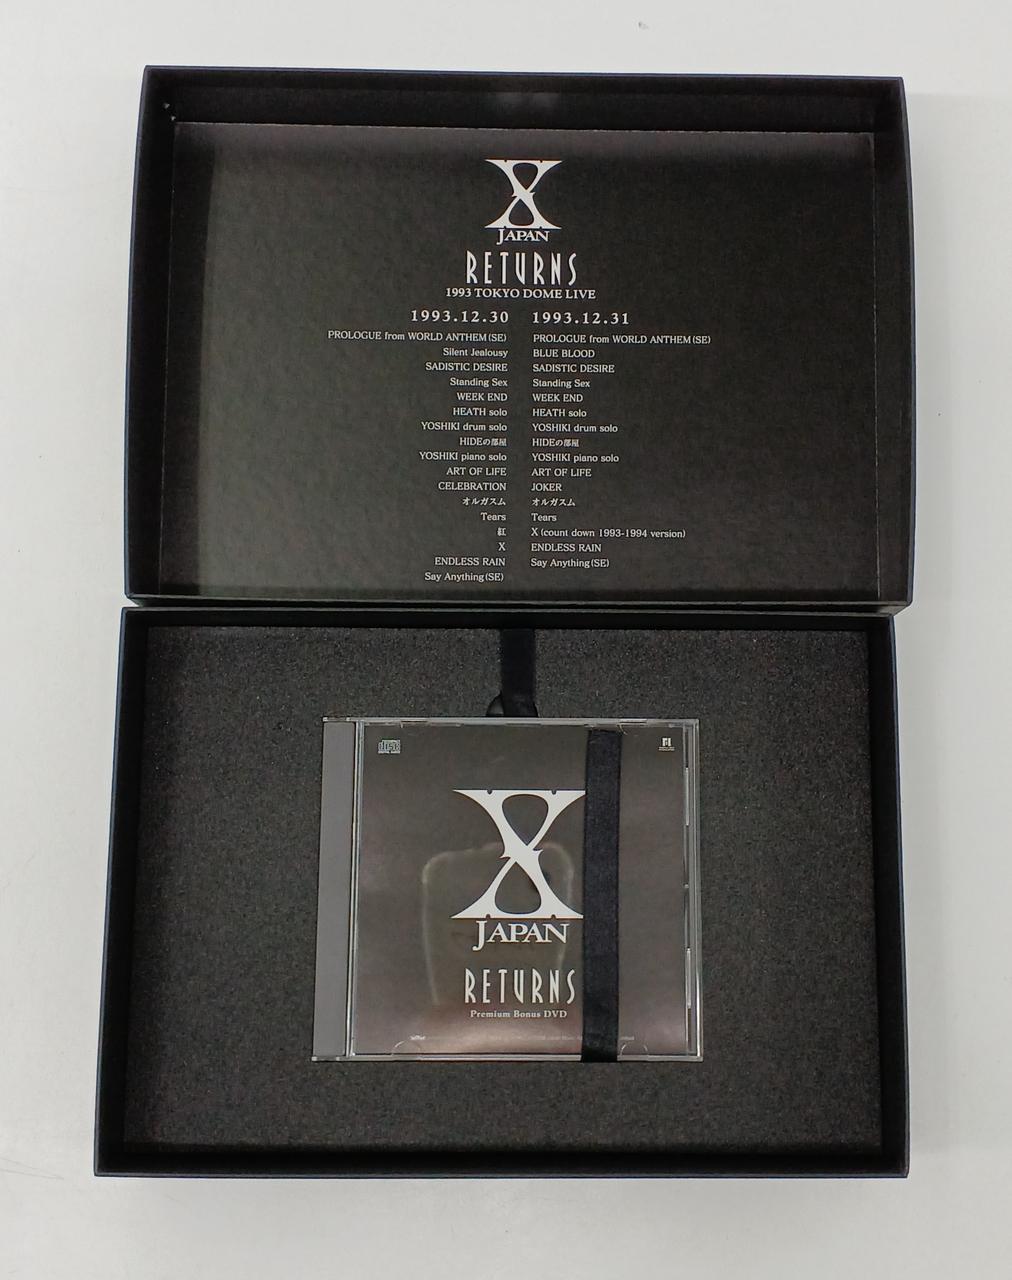 X
JAPAN
RETURNS
1993 TOKYO DOME LIVE
1993.12.30
PROLOGUE from WORLD ANTHEM(SE)
Silent Jealousy
SADISTIC DESIRE
Standing Sex
WEEK END
HEATH solo
YOSHIKI drum solo
HIDEの部屋
YOSHIKI piano solo
ART OF LIFE
CELEBRATION
オルガスム
Tears
紅
X
ENDLESS RAIN
Say Anything(SE)
1993.12.31
PROLOGUE from WORLD ANTHEM(SE)
BLUE BLOOD
SADISTIC DESIRE
Standing Sex
WEEK END
HEATH solo
YOSHIKI drum solo
HIDEの部屋
YOSHIKI piano solo
ART OF LIFE
JOKER
オルガスム
Tears
X (count down 1993-1994 version)
ENDLESS RAIN
Say Anything(SE)
X
JAPAN
RETURNS
Premium Bonus DVD